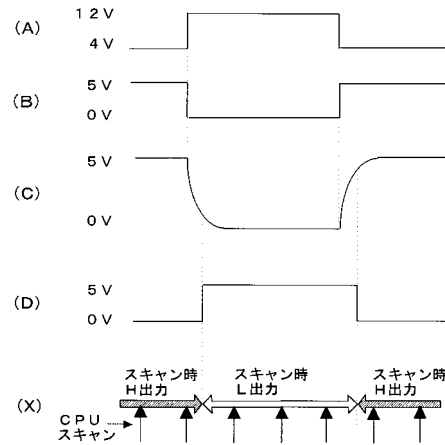 (A)
12V
4V
(B)
5V
0V
(C)
5V
0V
(D)
5V
0V
スキャン時
H出力
スキャン時
L出力
スキャン時
H出力
(X)
CPU
スキャン